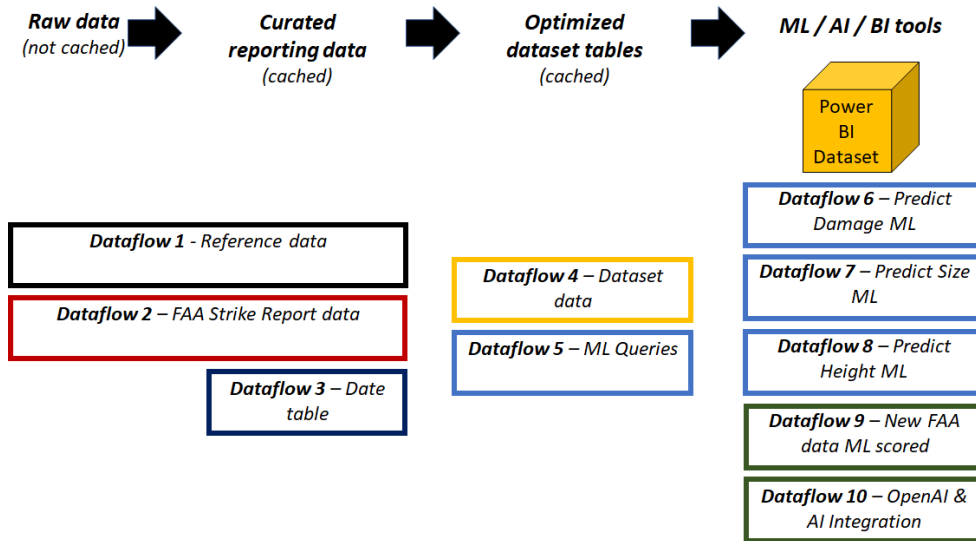 Raw data
(not cached)
Curated
reporting data
(cached)
Optimized
dataset tables
(cached)
ML / AI / BI tools
Power
BI
Dataset
Dataflow 1 - Reference data
Dataflow 2 – FAA Strike Report data
Dataflow 3 – Date
table
Dataflow 4 – Dataset
data
Dataflow 5 – ML Queries
Dataflow 6 – Predict
Damage ML
Dataflow 7 – Predict Size
ML
Dataflow 8 – Predict
Height ML
Dataflow 9 – New FAA
data ML scored
Dataflow 10 – OpenAI &
AI Integration